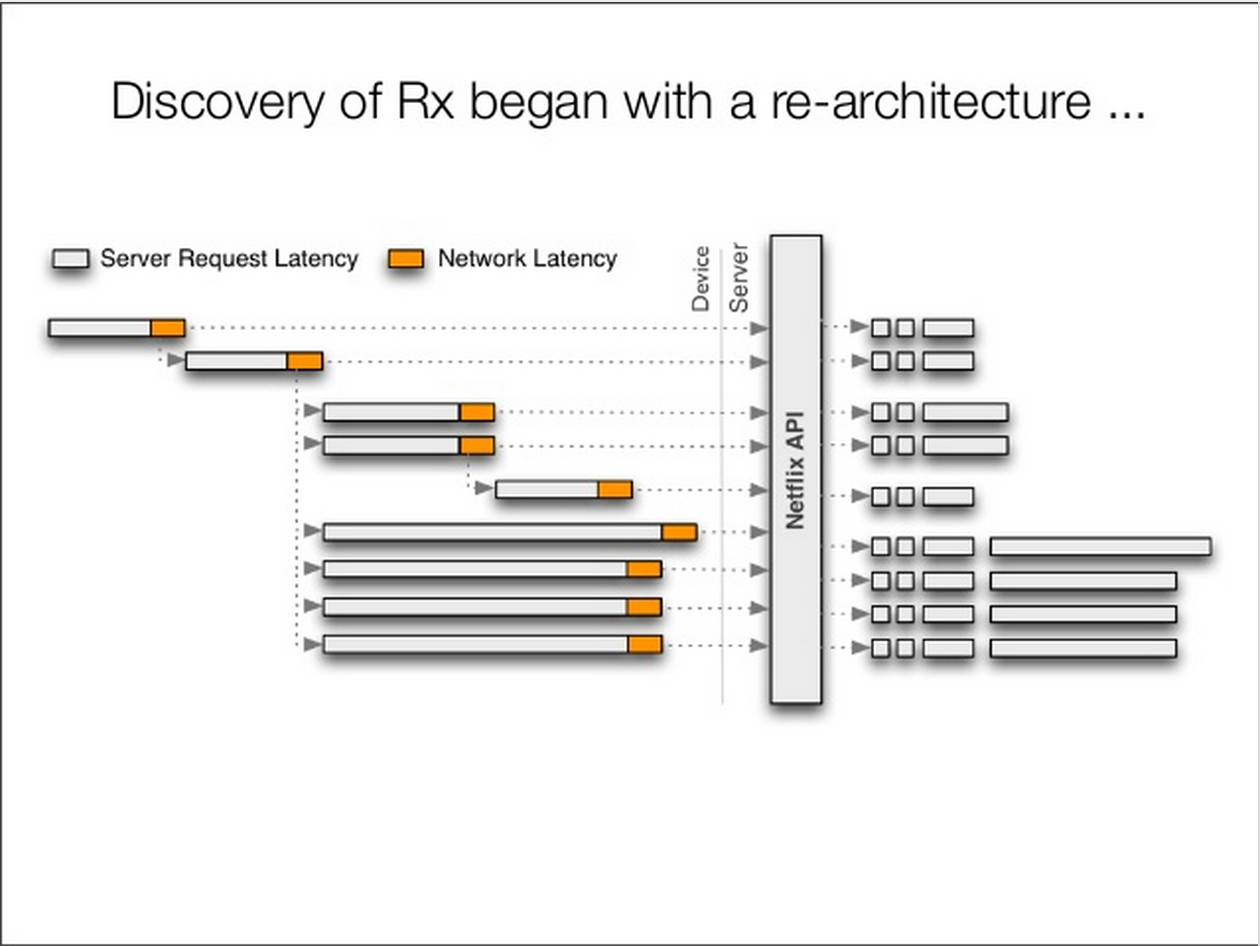 Discovery of Rx began with a re-architecture ...
Server Request Latency
Network Latency
Device
Server
Netflix API